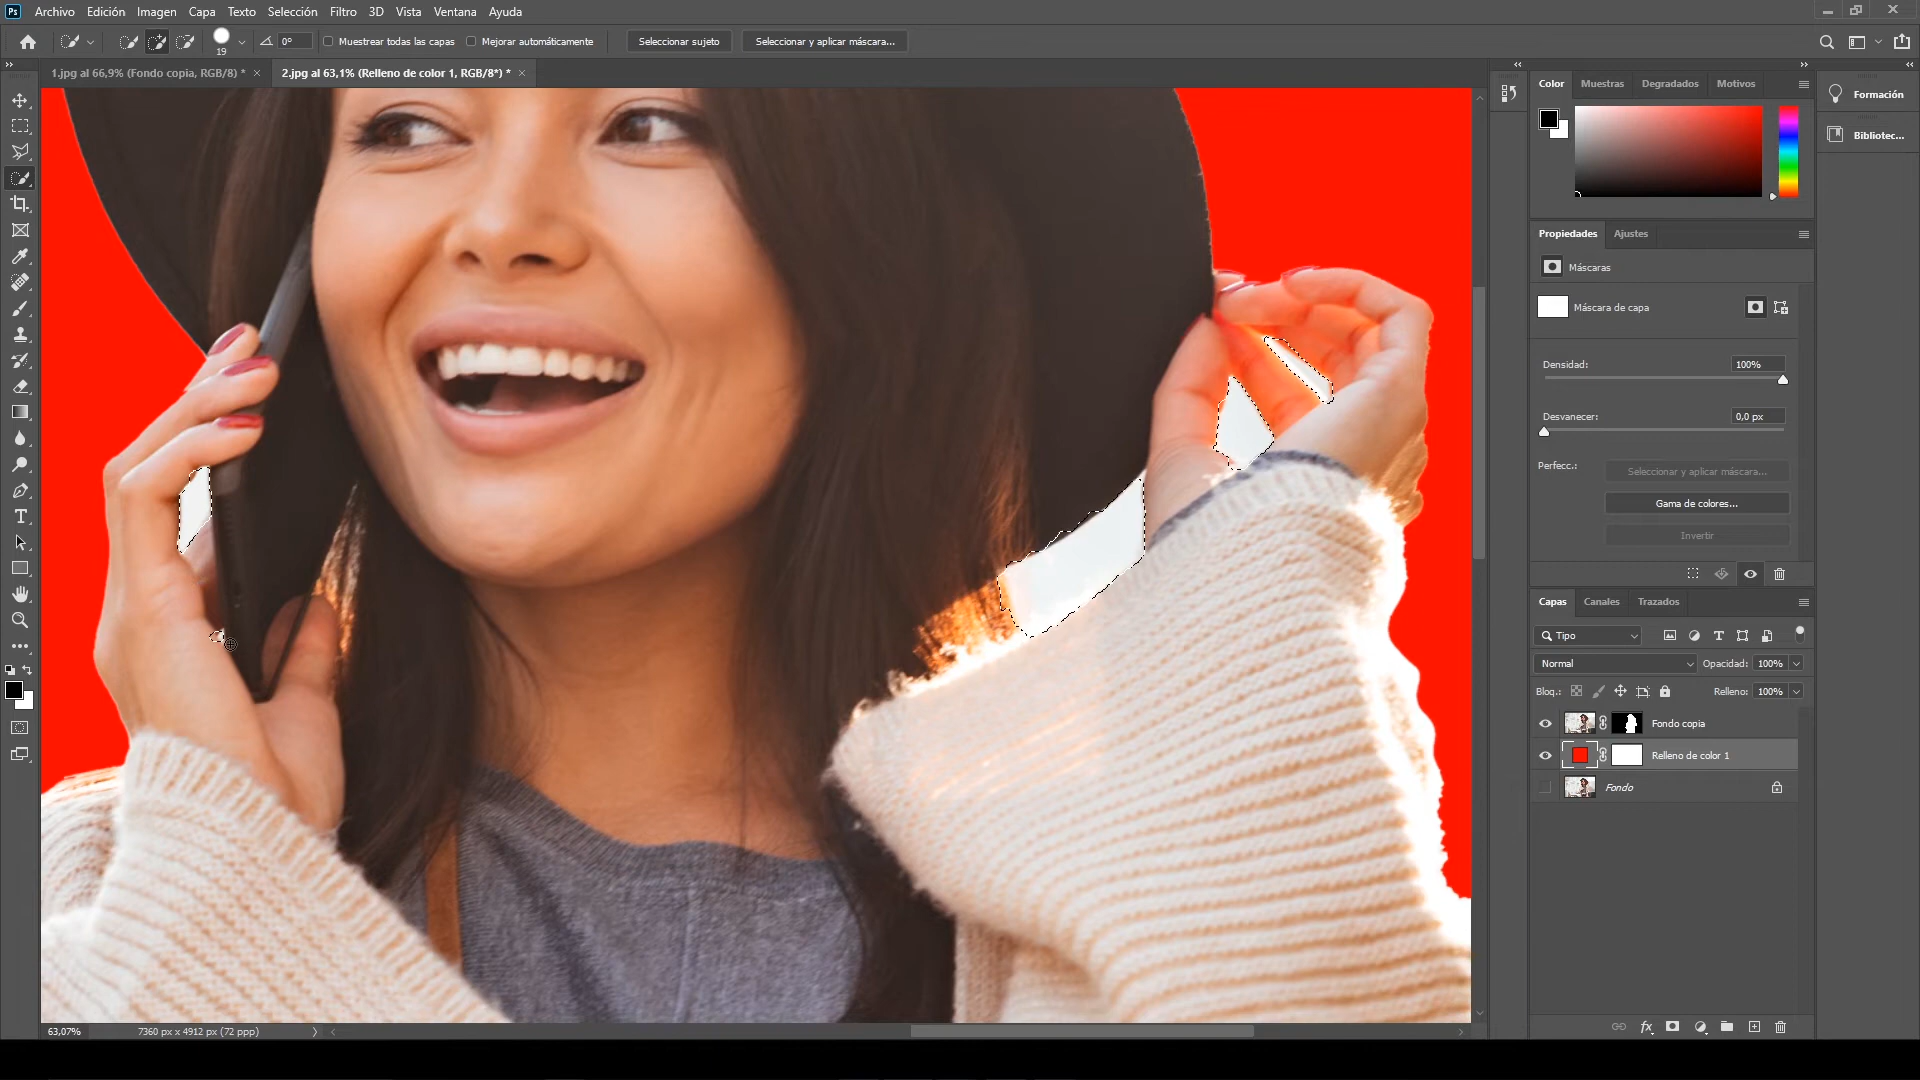 Ps Archivo Edición Imagen Capa Texto Selección Filtro 3D Vista Ventana Ayuda
19 0° Muestrear todas las capas Mejorar automáticamente Seleccionar sujeto Seleccionar y aplicar máscara...
1.jpg al 66,9% (Fondo copia, RGB/8) * × 2.jpg al 63,1% (Relleno de color 1, RGB/8*) * ×
Color Muestras Degradados Motivos
Formación
Bibliotec...
Propiedades Ajustes
Máscaras
Máscara de capa
Densidad: 100%
Desvanecer: 0,0 px
Perfecc.: Seleccionar y aplicar máscara...
Gama de colores...
Invertir
Capas Canales Trazados
Tipo
Normal Opacidad: 100%
Bloq.: Relleno: 100%
Fondo copia
Relleno de color 1
Fondo
fx
63,07% 7360 px x 4912 px (72 ppp)